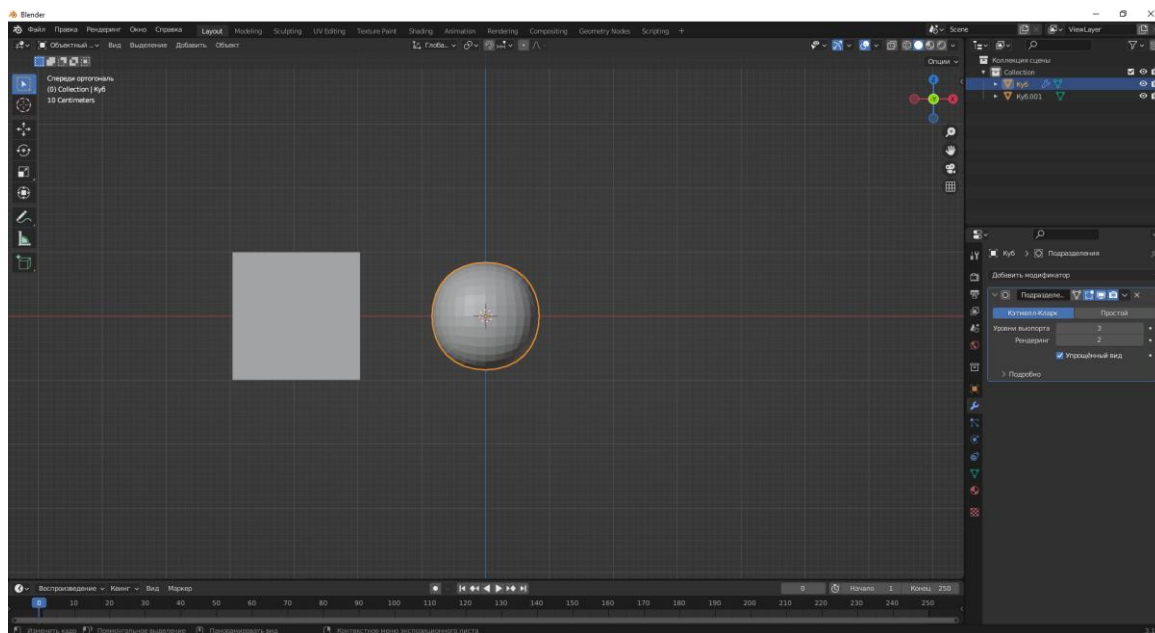 Blender
Файл Правка Рендеринг Окно Справка Layout Modeling Sculpting UV Editing Texture Paint Shading Animation Rendering Compositing Geometry Nodes Scripting + Scene ViewLayer
Объектный .. Вид Выделение Добавить Объект Глоба..
Опции
Спереди ортогональ
(0) Collection | Куб
10 Centimeters
Z
Y
X
Коллекция сцены
Collection
Куб
Куб.001
Куб > Подразделения
Добавить модификатор
Подразделе..
Катмелл-Кларк Простой
Уровни вьюпорта 3
Рендеринг 2
Упрощённый вид
> Подробно
Воспроизведение Кеинг Вид Маркер 0 Начало 1 Конец 250
0 10 20 30 40 50 60 70 80 90 100 110 120 130 140 150 160 170 180 190 200 210 220 230 240 250
Изменить кадр Прямоугольное выделение Панорамировать вид Контекстное меню экспозиционного листа